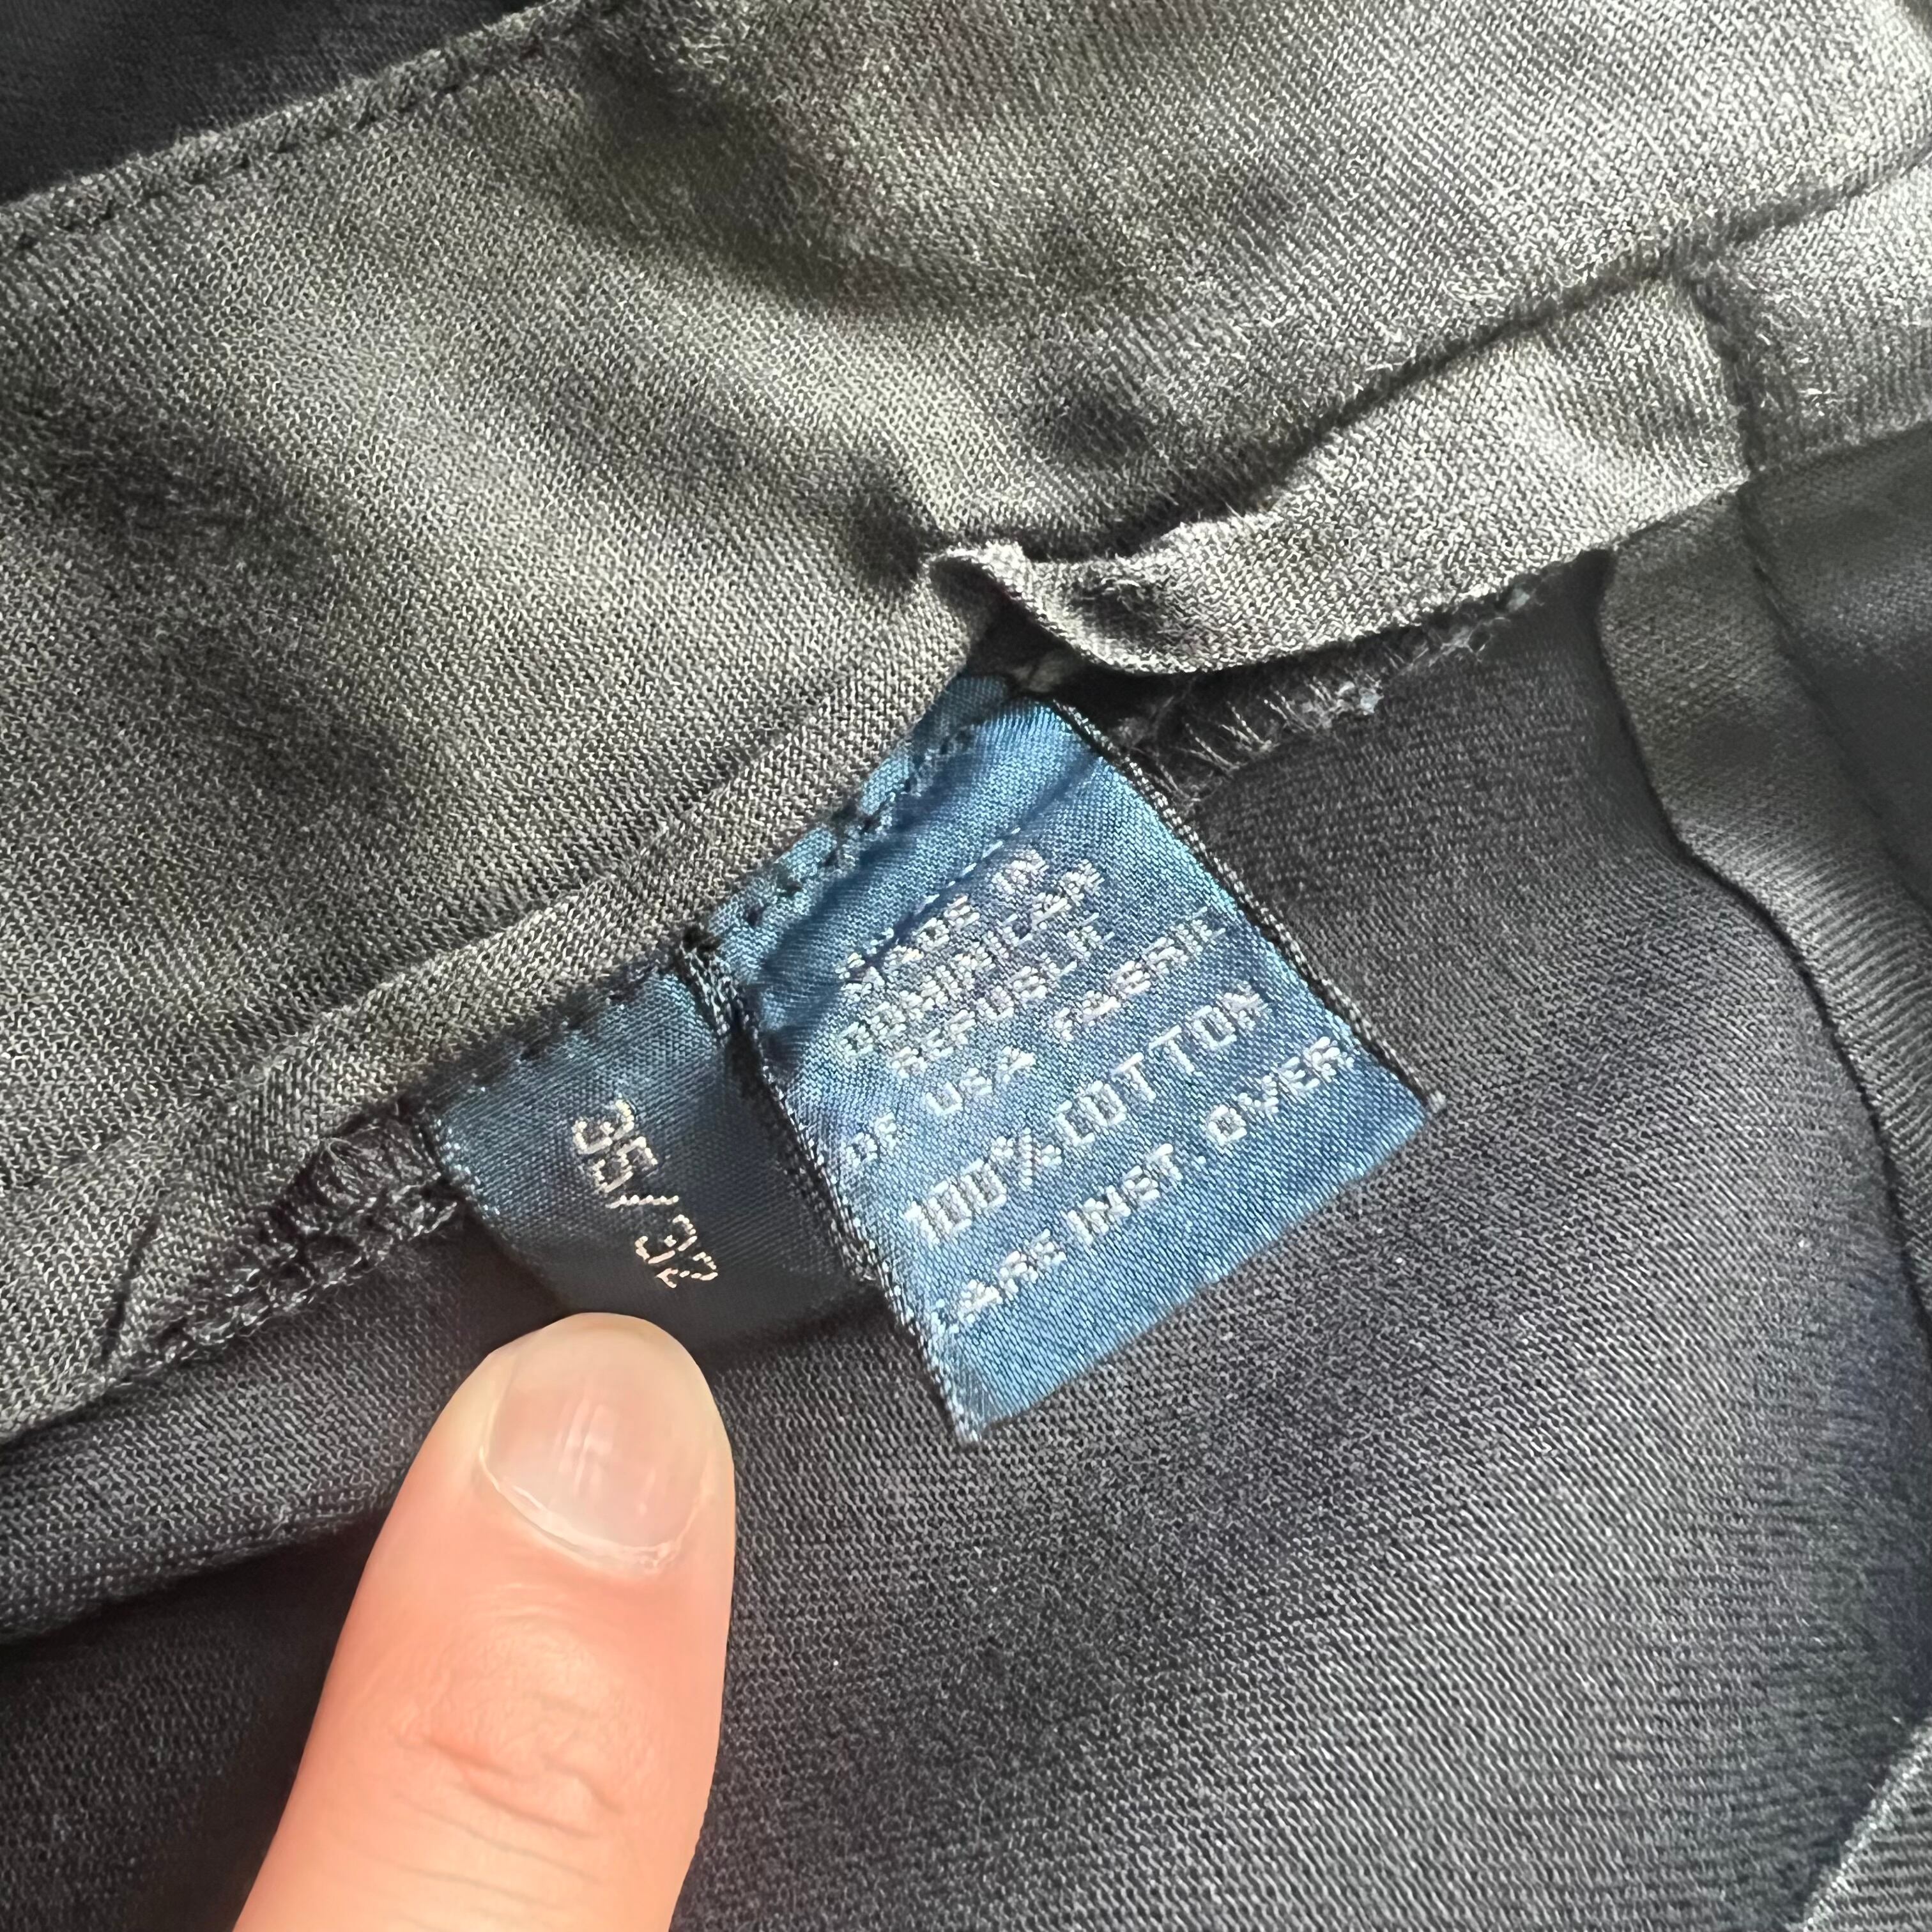 35/32
MADE IN
DOMINICAN
REPUBLIC
OF USA FABRIC
100% COTTON
CARE INST. OVER